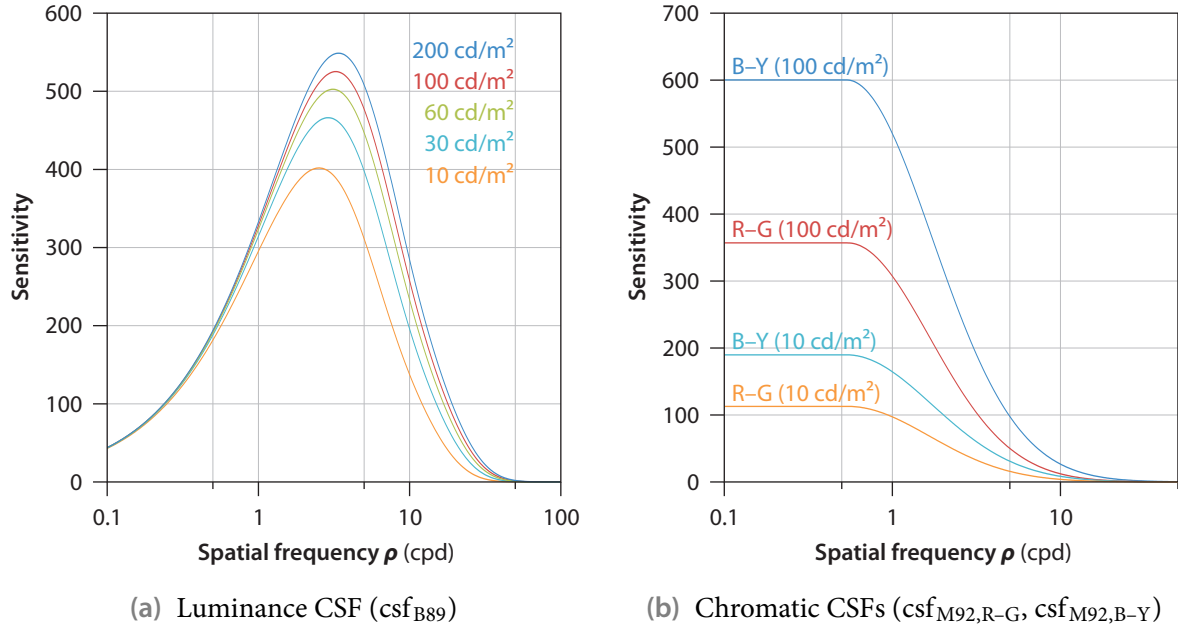 600
500
400
300
200
100
0
Sensitivity
200 cd/m²
100 cd/m²
60 cd/m²
30 cd/m²
10 cd/m²
0.1 1 10 100
Spatial frequency ρ (cpd)
(a) Luminance CSF (csf_B89)
700
600
500
400
300
200
100
0
Sensitivity
B–Y (100 cd/m²)
R–G (100 cd/m²)
B–Y (10 cd/m²)
R–G (10 cd/m²)
0.1 1 10
Spatial frequency ρ (cpd)
(b) Chromatic CSFs (csf_M92,R–G, csf_M92,B–Y)